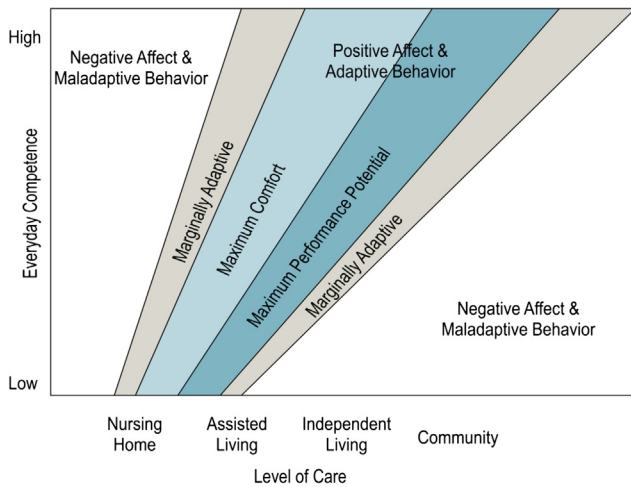 High
Negative Affect &
Maladaptive Behavior
Positive Affect &
Adaptive Behavior
Everyday Competence
Marginally Adaptive
Maximum Comfort
Maximum Performance Potential
Marginally Adaptive
Negative Affect &
Maladaptive Behavior
Low
Nursing
Home
Assisted
Living
Independent
Living
Community
Level of Care